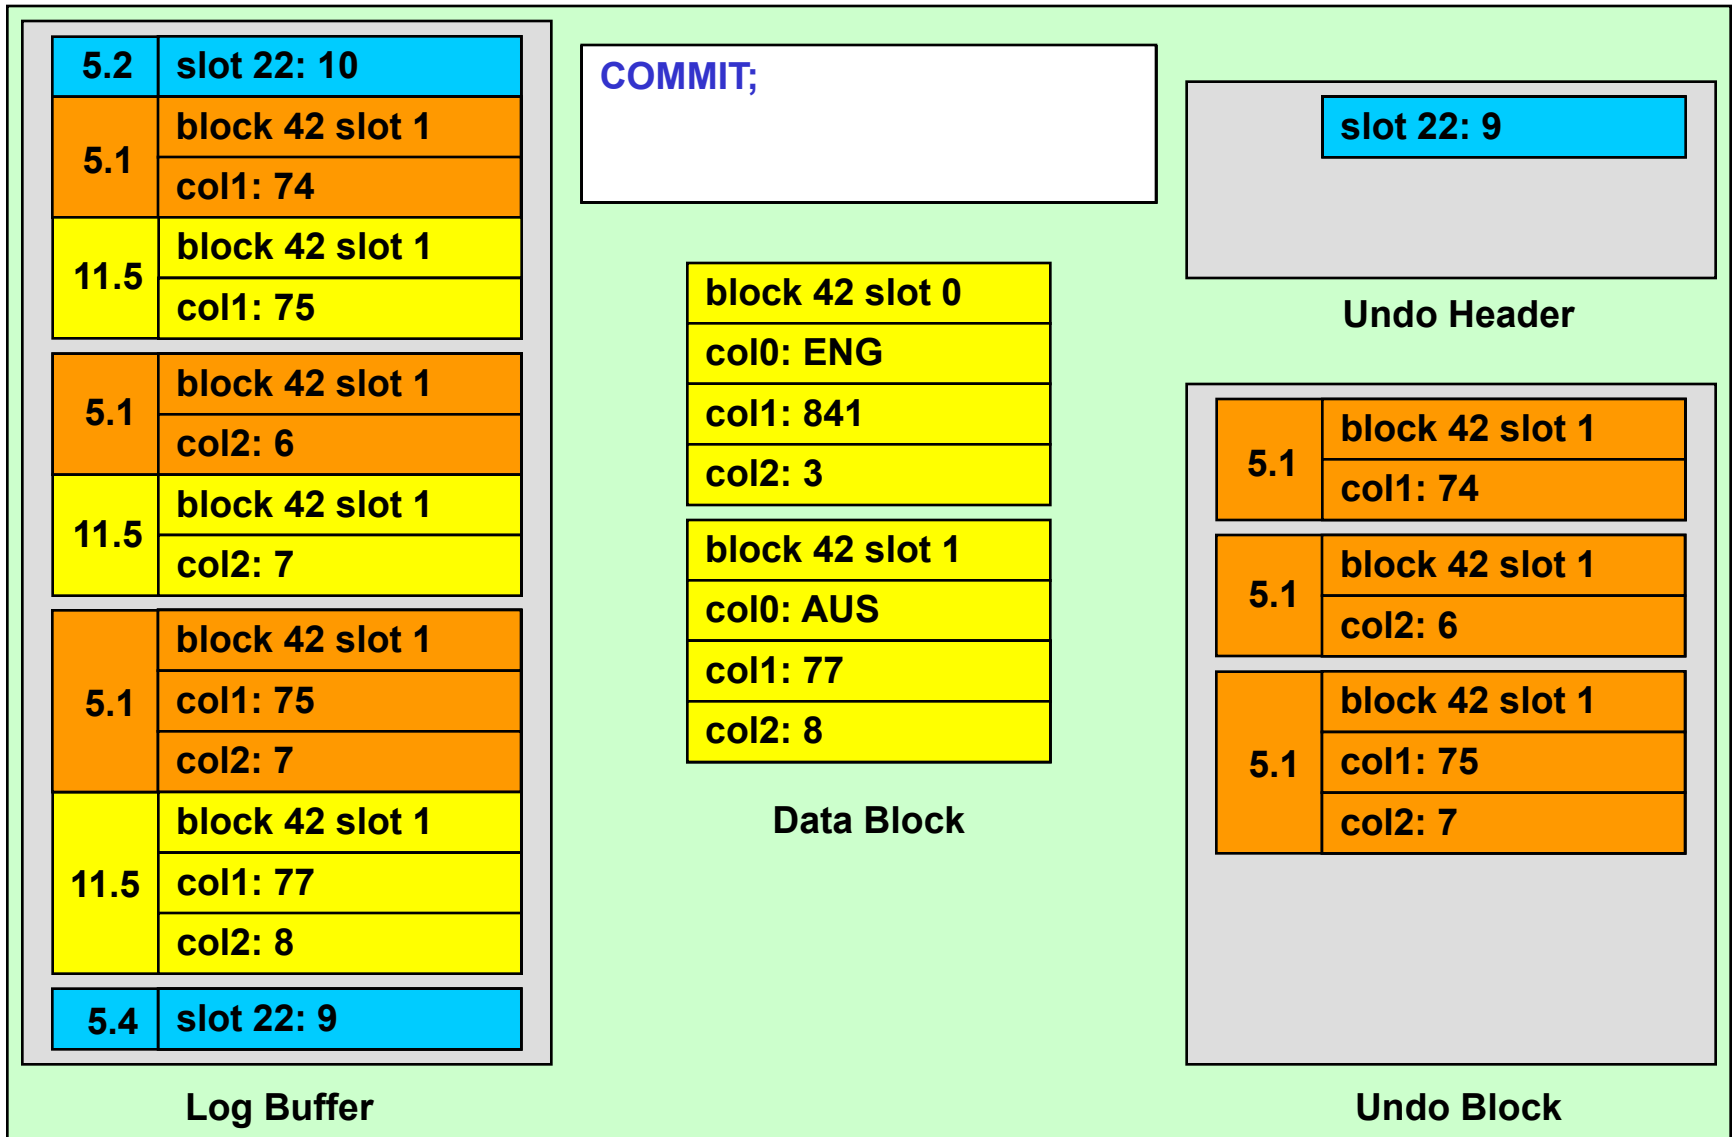 5.2 slot 22: 10
5.1 block 42 slot 1
col1: 74
11.5 block 42 slot 1
col1: 75
5.1 block 42 slot 1
col2: 6
11.5 block 42 slot 1
col2: 7
5.1 block 42 slot 1
col1: 75
col2: 7
11.5 block 42 slot 1
col1: 77
col2: 8
5.4 slot 22: 9
Log Buffer
COMMIT;
block 42 slot 0
col0: ENG
col1: 841
col2: 3
block 42 slot 1
col0: AUS
col1: 77
col2: 8
Data Block
slot 22: 9
Undo Header
5.1 block 42 slot 1
col1: 74
5.1 block 42 slot 1
col2: 6
5.1 block 42 slot 1
col1: 75
col2: 7
Undo Block